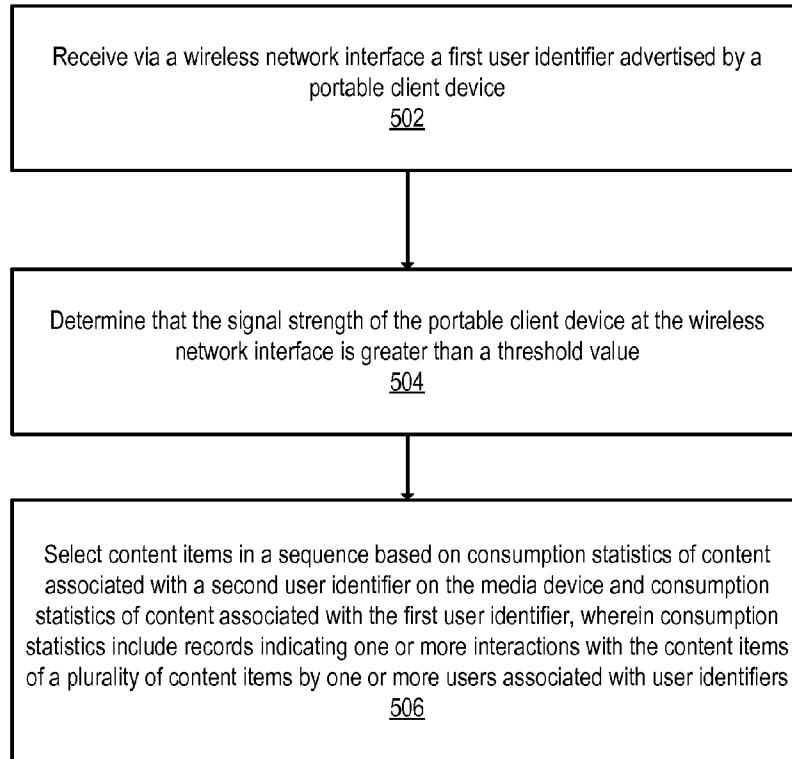 Receive via a wireless network interface a first user identifier advertised by a
portable client device
502
Determine that the signal strength of the portable client device at the wireless
network interface is greater than a threshold value
504
Select content items in a sequence based on consumption statistics of content
associated with a second user identifier on the media device and consumption
statistics of content associated with the first user identifier, wherein consumption
statistics include records indicating one or more interactions with the content items
of a plurality of content items by one or more users associated with user identifiers
506